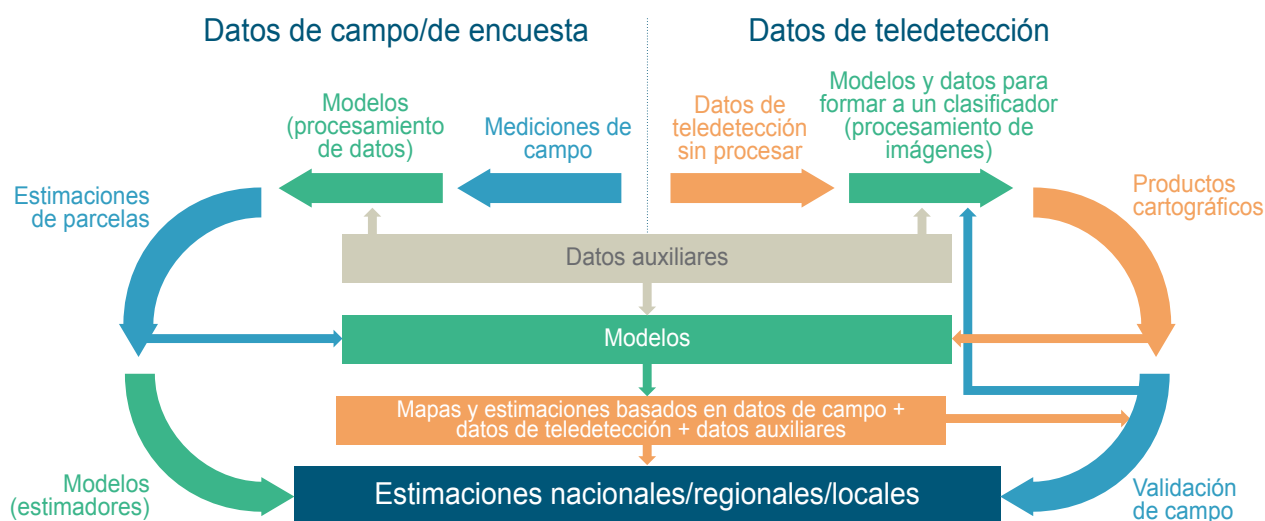 Datos de campo/de encuesta
Datos de teledetección
Modelos
(procesamiento
de datos)
Mediciones de
campo
Datos de
teledetección
sin procesar
Modelos y datos para
formar a un clasificador
(procesamiento de
imágenes)
Estimaciones
de parcelas
Productos
cartográficos
Datos auxiliares
Modelos
Mapas y estimaciones basados en datos de campo +
datos de teledetección + datos auxiliares
Modelos
(estimadores)
Estimaciones nacionales/regionales/locales
Validación
de campo